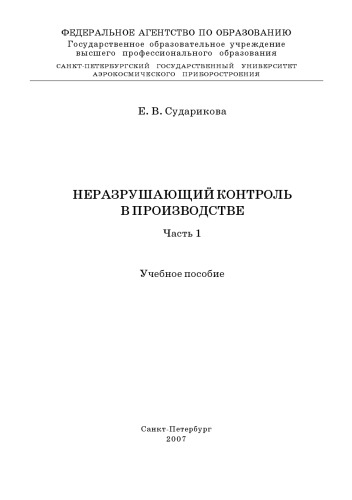 ФЕДЕРАЛЬНОЕ АГЕНТСТВО ПО ОБРАЗОВАНИЮ
Государственное образовательное учреждение
высшего профессионального образования
САНКТ-ПЕТЕРБУРГСКИЙ ГОСУДАРСТВЕННЫЙ УНИВЕРСИТЕТ
АЭРОКОСМИЧЕСКОГО ПРИБОРОСТРОЕНИЯ
Е. В. Сударикова
НЕРАЗРУШАЮЩИЙ КОНТРОЛЬ
В ПРОИЗВОДСТВЕ
Часть 1
Учебное пособие
Санкт-Петербург
2007